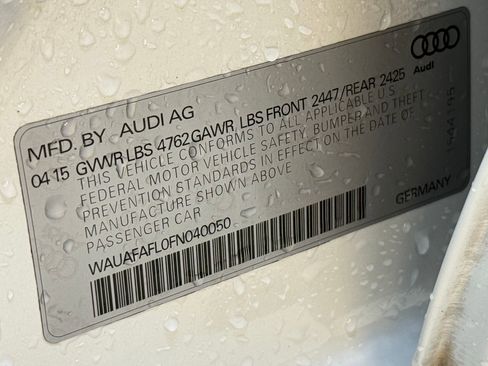 Audi
MFD. BY AUDI AG
04 15 GVWR LBS 4762 GAWR LBS FRONT 2447/REAR 2425
THIS VEHICLE CONFORMS TO ALL APPLICABLE U.S.
FEDERAL MOTOR VEHICLE SAFETY, BUMPER AND THEFT
PREVENTION STANDARDS IN EFFECT ON THE DATE OF
MANUFACTURE SHOWN ABOVE
PASSENGER CAR
WAUAFAFL0FN040050
GERMANY